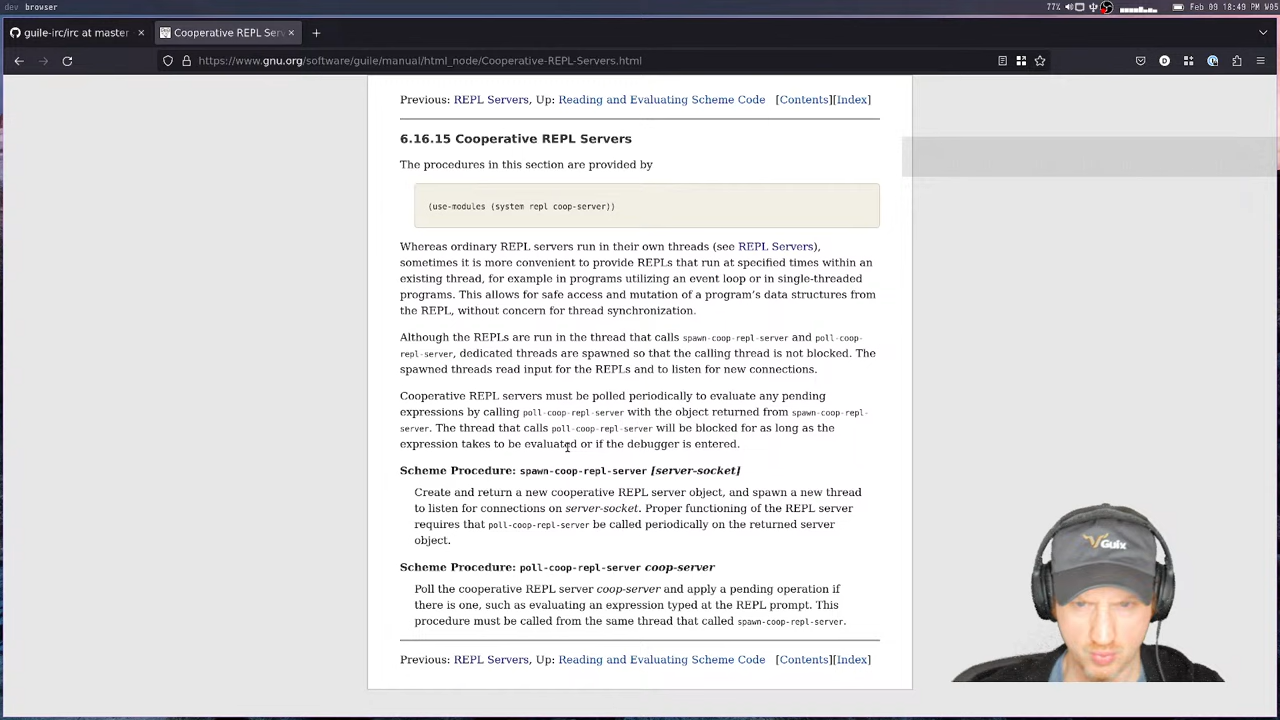 dev browser
77%
Feb 09 18:49 W05
guile-irc/irc at master
Cooperative REPL Ser
https://www.gnu.org/software/guile/manual/html_node/Cooperative-REPL-Servers.html
Previous: REPL Servers, Up: Reading and Evaluating Scheme Code [Contents][Index]
6.16.15 Cooperative REPL Servers
The procedures in this section are provided by
(use-modules (system repl coop-server))
Whereas ordinary REPL servers run in their own threads (see REPL Servers),
sometimes it is more convenient to provide REPLs that run at specified times within an
existing thread, for example in programs utilizing an event loop or in single-threaded
programs. This allows for safe access and mutation of a program's data structures from
the REPL, without concern for thread synchronization.
Although the REPLs are run in the thread that calls spawn-coop-repl-server and poll-coop-
repl-server, dedicated threads are spawned so that the calling thread is not blocked. The
spawned threads read input for the REPLs and to listen for new connections.
Cooperative REPL servers must be polled periodically to evaluate any pending
expressions by calling poll-coop-repl-server with the object returned from spawn-coop-repl-
server. The thread that calls poll-coop-repl-server will be blocked for as long as the
expression takes to be evaluated or if the debugger is entered.
Scheme Procedure: spawn-coop-repl-server [server-socket]
Create and return a new cooperative REPL server object, and spawn a new thread
to listen for connections on server-socket. Proper functioning of the REPL server
requires that poll-coop-repl-server be called periodically on the returned server
object.
Scheme Procedure: poll-coop-repl-server coop-server
Poll the cooperative REPL server coop-server and apply a pending operation if
there is one, such as evaluating an expression typed at the REPL prompt. This
procedure must be called from the same thread that called spawn-coop-repl-server.
Previous: REPL Servers, Up: Reading and Evaluating Scheme Code [Contents][Index]
Guix